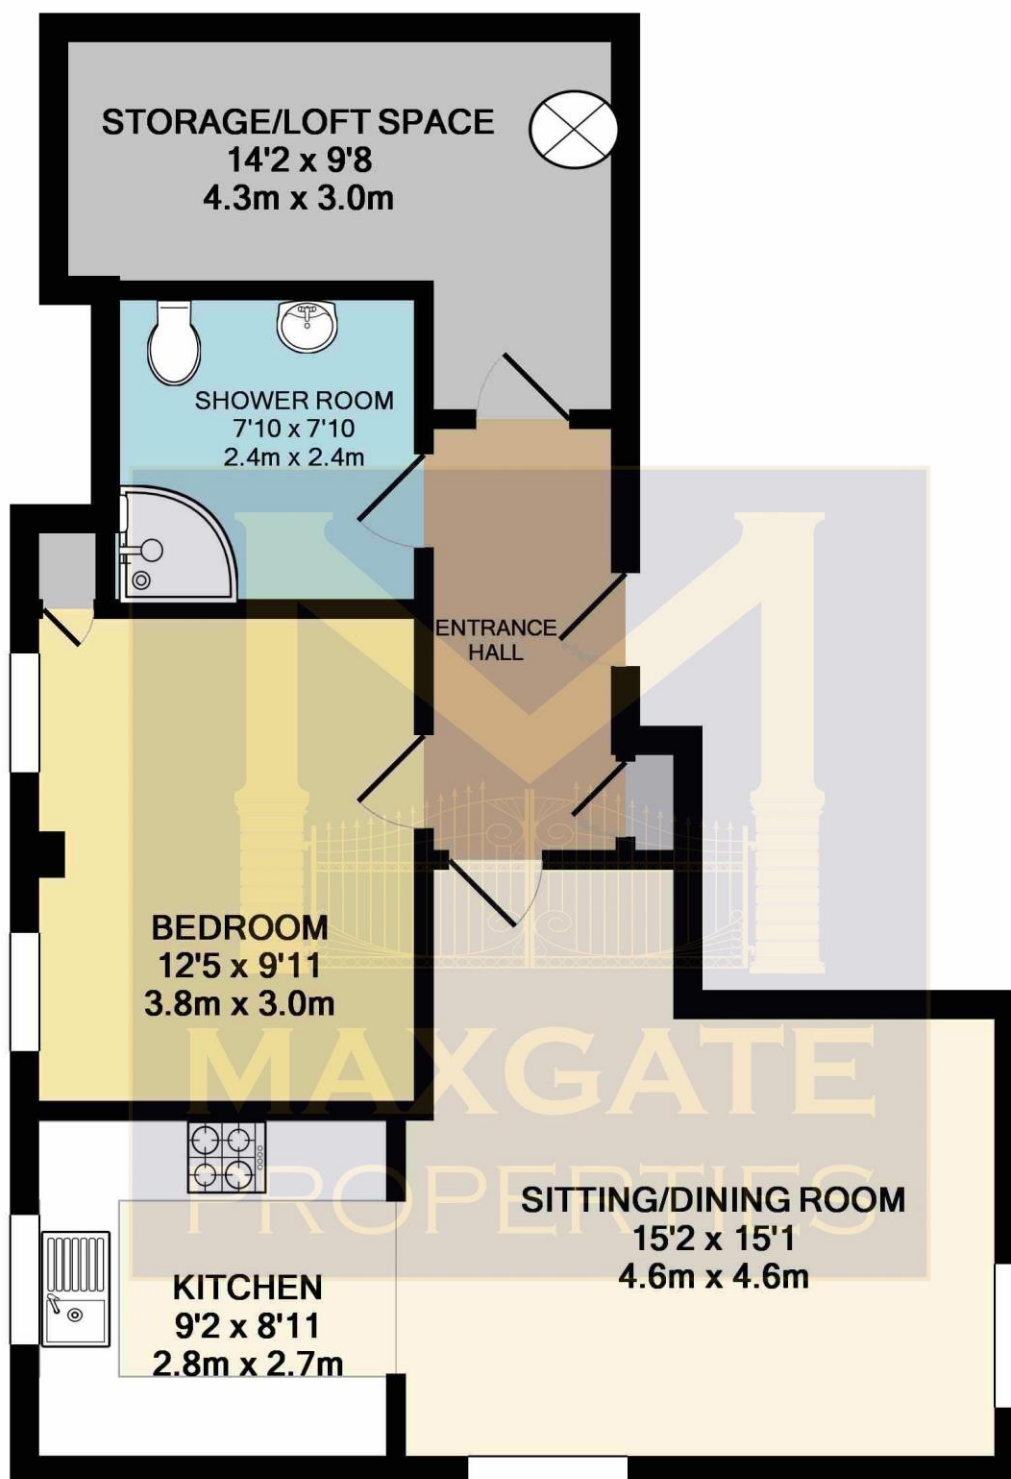 STORAGE/LOFT SPACE
14'2 x 9'8
4.3m x 3.0m
SHOWER ROOM
7'10 x 7'10
2.4m x 2.4m
ENTRANCE
HALL
BEDROOM
12'5 x 9'11
3.8m x 3.0m
MAXGATE
PROPERTIES
SITTING/DINING ROOM
15'2 x 15'1
4.6m x 4.6m
KITCHEN
9'2 x 8'11
2.8m x 2.7m